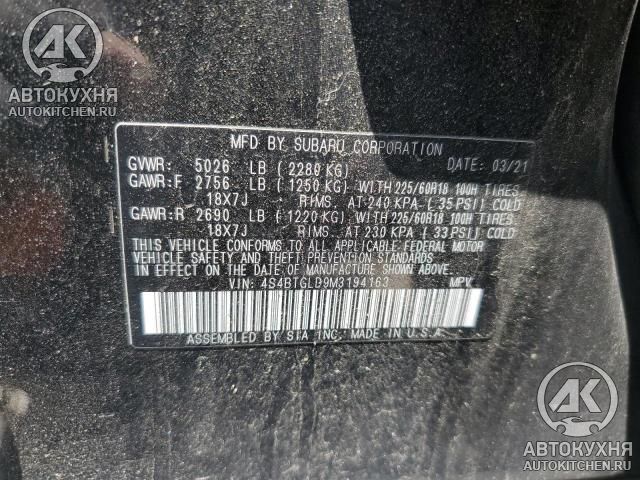 AK
АВТОКУХНЯ
AUTOKITCHEN.RU
MFD BY SUBARU CORPORATION
GVWR: 5026 LB (2280 KG) DATE: 03/21
GAWR:F 2756 LB (1250 KG) WITH 225/60R18 100H TIRES
18X7J RIMS, AT 240 KPA (35 PSI) COLD
GAWR:R 2690 LB (1220 KG) WITH 225/60R18 100H TIRES
18X7J RIMS, AT 230 KPA (33 PSI) COLD
THIS VEHICLE CONFORMS TO ALL APPLICABLE FEDERAL MOTOR
VEHICLE SAFETY AND THEFT PREVENTION STANDARDS IN
EFFECT ON THE DATE OF MANUFACTURE SHOWN ABOVE.
VIN: 4S4BTGLD9M3194163 MPV
ASSEMBLED BY SIA INC. MADE IN U.S.A.
AK
АВТОКУХНЯ
AUTOKITCHEN.RU